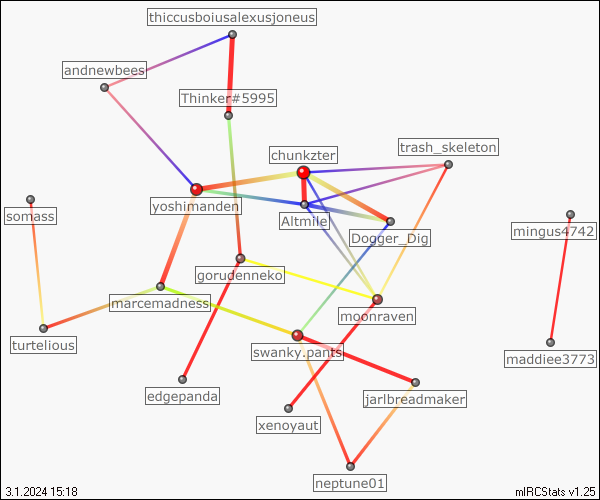 thiccusboiusalexusjoneus
andnewbees
Thinker#5995
trash_skeleton
chunkzter
yoshimanden
somass
Altmile
mingus4742
Dogger_Dig
gorudenneko
marcemadness
moonraven
turtelious
swanky.pants
maddiee3773
edgepanda
jarlbreadmaker
xenoyaut
neptune01
3.1.2024 15:18
mIRCStats v1.25